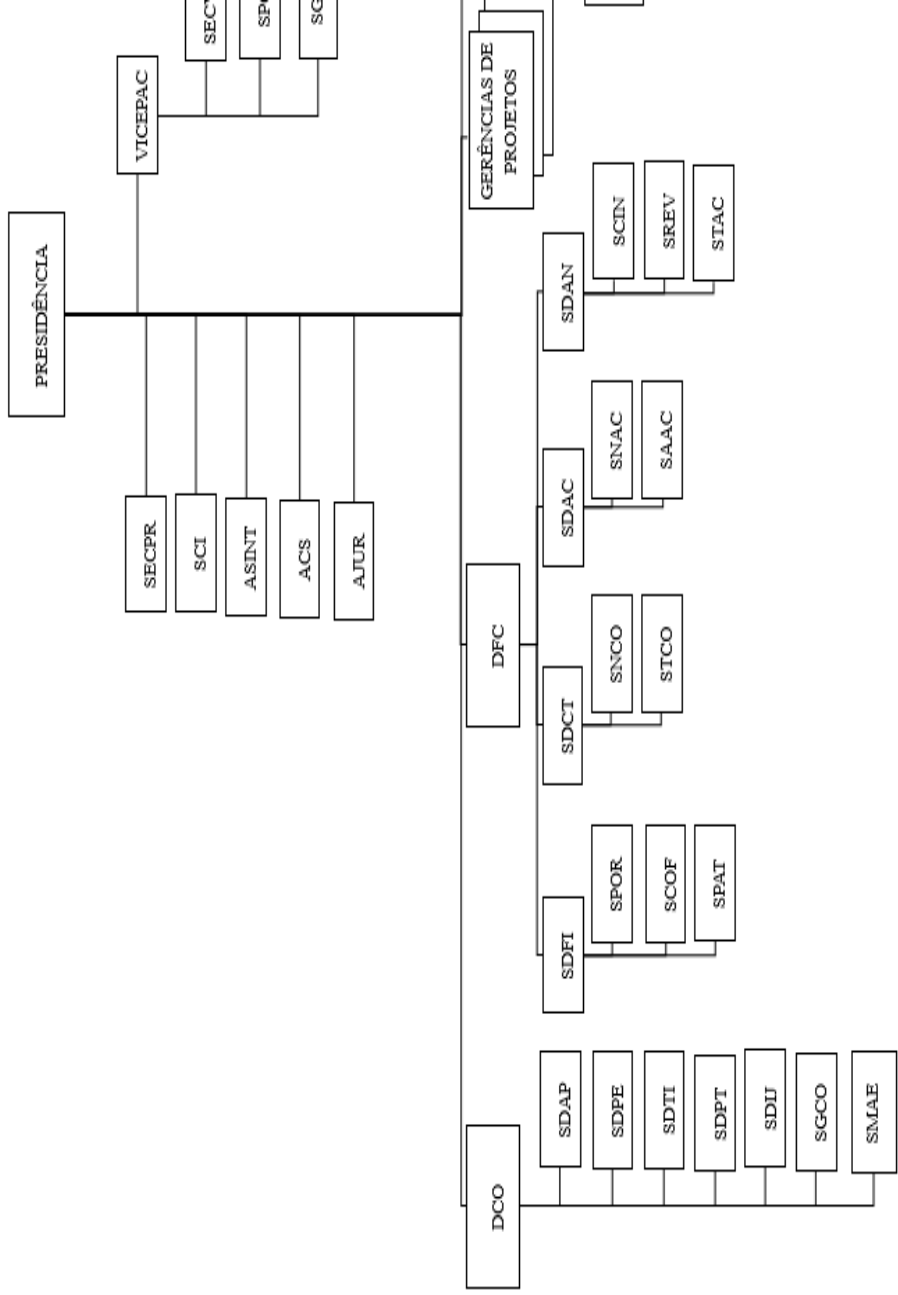 PRESIDÊNCIA
VICEPAC
SECPR
SCI
ASINT
ACS
AJUR
DCO
SDAP
SDPE
SDTI
SDPT
SDIJ
SGCO
SMAE
DFC
SDFI
SPOR
SCOF
SPAT
SDCT
SNCO
STCO
SDAC
SNAC
SAAC
SDAN
SCIN
SREV
STAC
GERÊNCIAS DE
PROJETOS